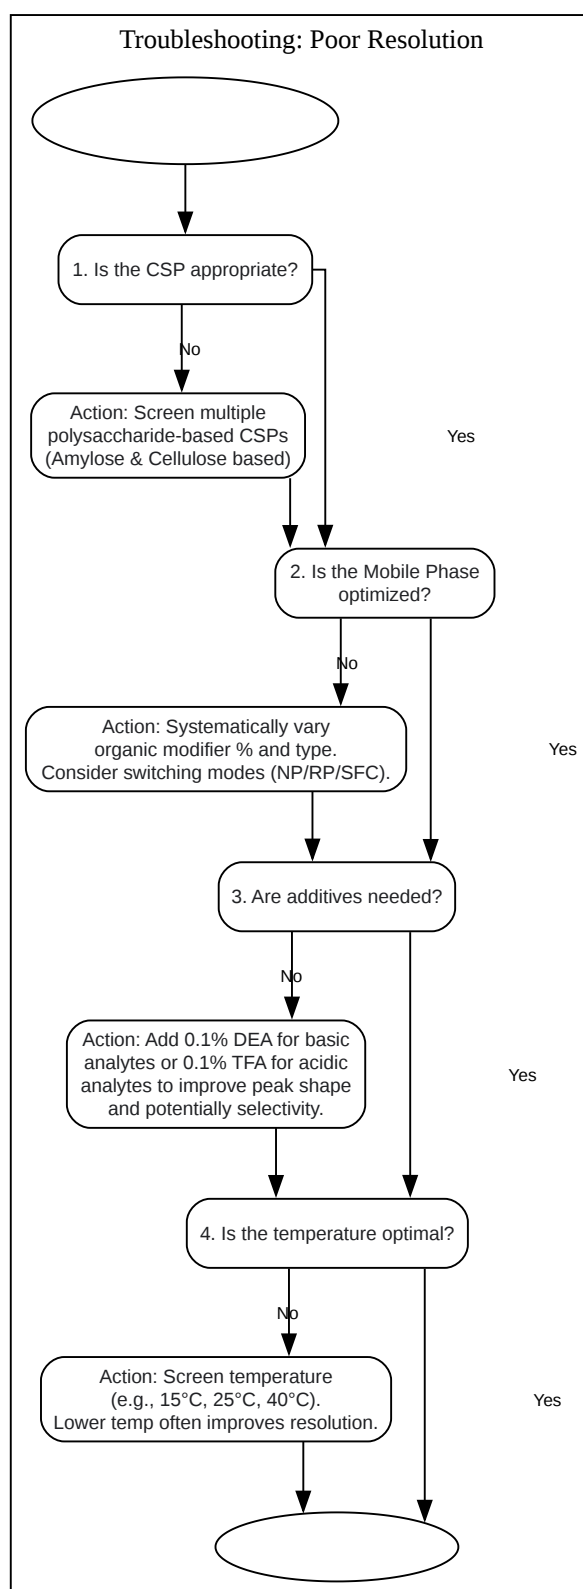 Troubleshooting: Poor Resolution
1. Is the CSP appropriate?
No
Action: Screen multiple
polysaccharide-based CSPs
(Amylose & Cellulose based)
Yes
2. Is the Mobile Phase
optimized?
No
Action: Systematically vary
organic modifier % and type.
Consider switching modes (NP/RP/SFC).
Yes
3. Are additives needed?
No
Action: Add 0.1% DEA for basic
analytes or 0.1% TFA for acidic
analytes to improve peak shape
and potentially selectivity.
Yes
4. Is the temperature optimal?
No
Action: Screen temperature
(e.g., 15°C, 25°C, 40°C).
Lower temp often improves resolution.
Yes